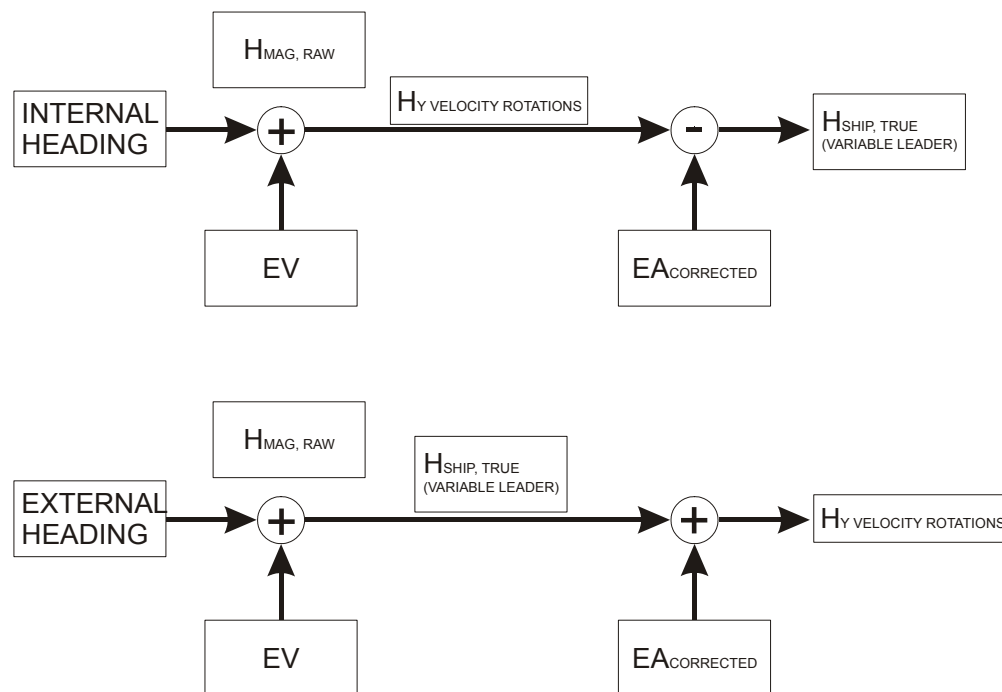 HMAG, RAW
HY VELOCITY ROTATIONS
INTERNAL
HEADING
+
-
HSHIP, TRUE
(VARIABLE LEADER)
EV
EACORRECTED
HMAG, RAW
HSHIP, TRUE
(VARIABLE LEADER)
EXTERNAL
HEADING
+
+
HY VELOCITY ROTATIONS
EV
EACORRECTED